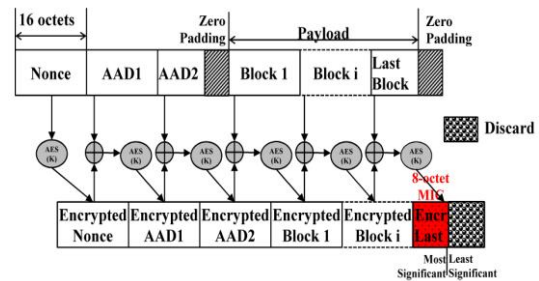 16 octets
Zero
Padding
Payload
Zero
Padding
Nonce
AAD1
AAD2
Block 1
Block i
Last
Block
Discard
AES
(K)
AES
(K)
AES
(K)
AES
(K)
AES
(K)
AES
(K)
8-octet
MIC
Encrypted
Nonce
Encrypted
AAD1
Encrypted
AAD2
Encrypted
Block 1
Encrypted
Block i
Encr
Last
Most
Significant
Least
Significant